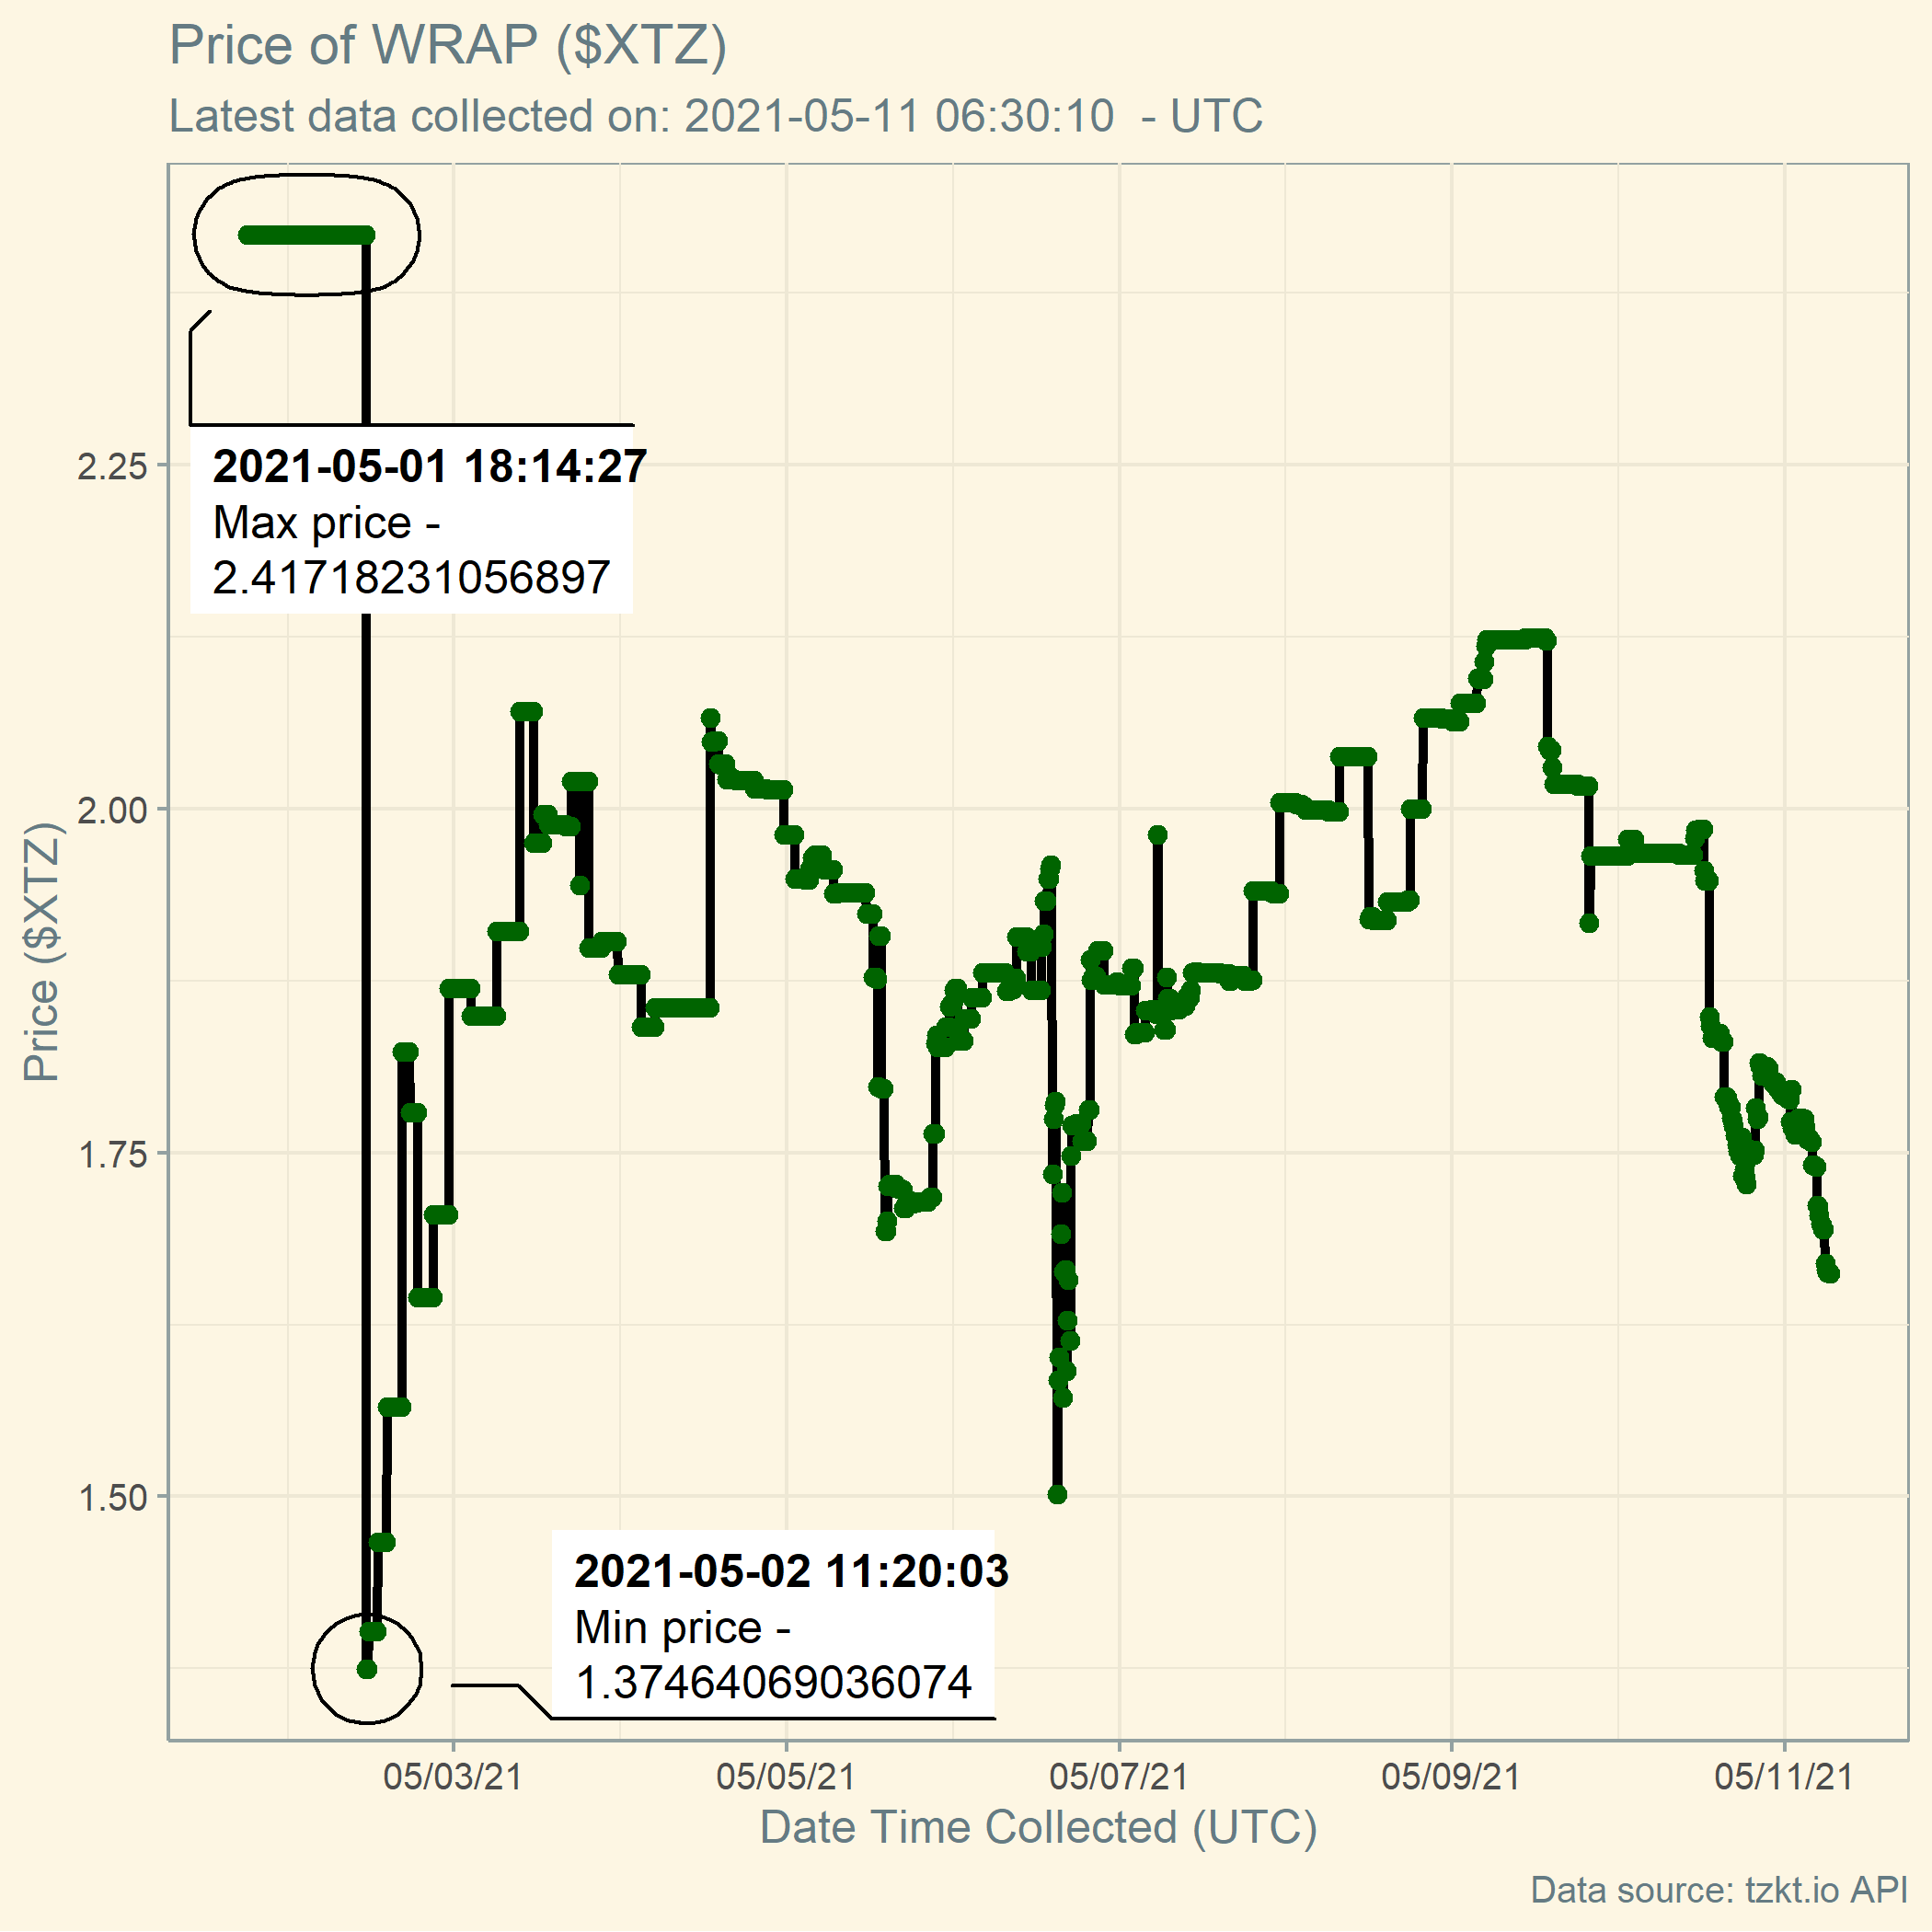 Price of WRAP ($XTZ)
Latest data collected on: 2021-05-11 06:30:10  - UTC
2021-05-01 18:14:27
Max price -
2.41718231056897
2.25
2.00
1.75
1.50
Price ($XTZ)
2021-05-02 11:20:03
Min price -
1.37464069036074
05/03/21
05/05/21
05/07/21
05/09/21
05/11/21
Date Time Collected (UTC)
Data source: tzkt.io API